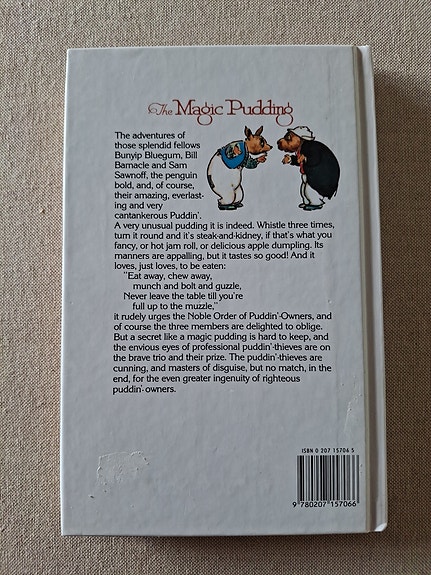 The Magic Pudding
The adventures of
those splendid fellows
Bunyip Bluegum, Bill
Barnacle and Sam
Sawnoff, the penguin
bold, and, of course,
their amazing, everlast-
ing and very
cantankerous Puddin'.
A very unusual pudding it is indeed. Whistle three times,
turn it round and it's steak-and-kidney, if that's what you
fancy, or hot jam roll, or delicious apple dumpling. Its
manners are appalling, but it tastes so good! And it
loves, just loves, to be eaten:
"Eat away, chew away,
munch and bolt and guzzle,
Never leave the table till you're
full up to the muzzle,"
it rudely urges the Noble Order of Puddin'-Owners, and
of course the three members are delighted to oblige.
But a secret like a magic pudding is hard to keep, and
the envious eyes of professional puddin'-thieves are on
the brave trio and their prize. The puddin'-thieves are
cunning, and masters of disguise, but no match, in the
end, for the even greater ingenuity of righteous
puddin'-owners.
ISBN 0 207 15706 5
9 780207 157066